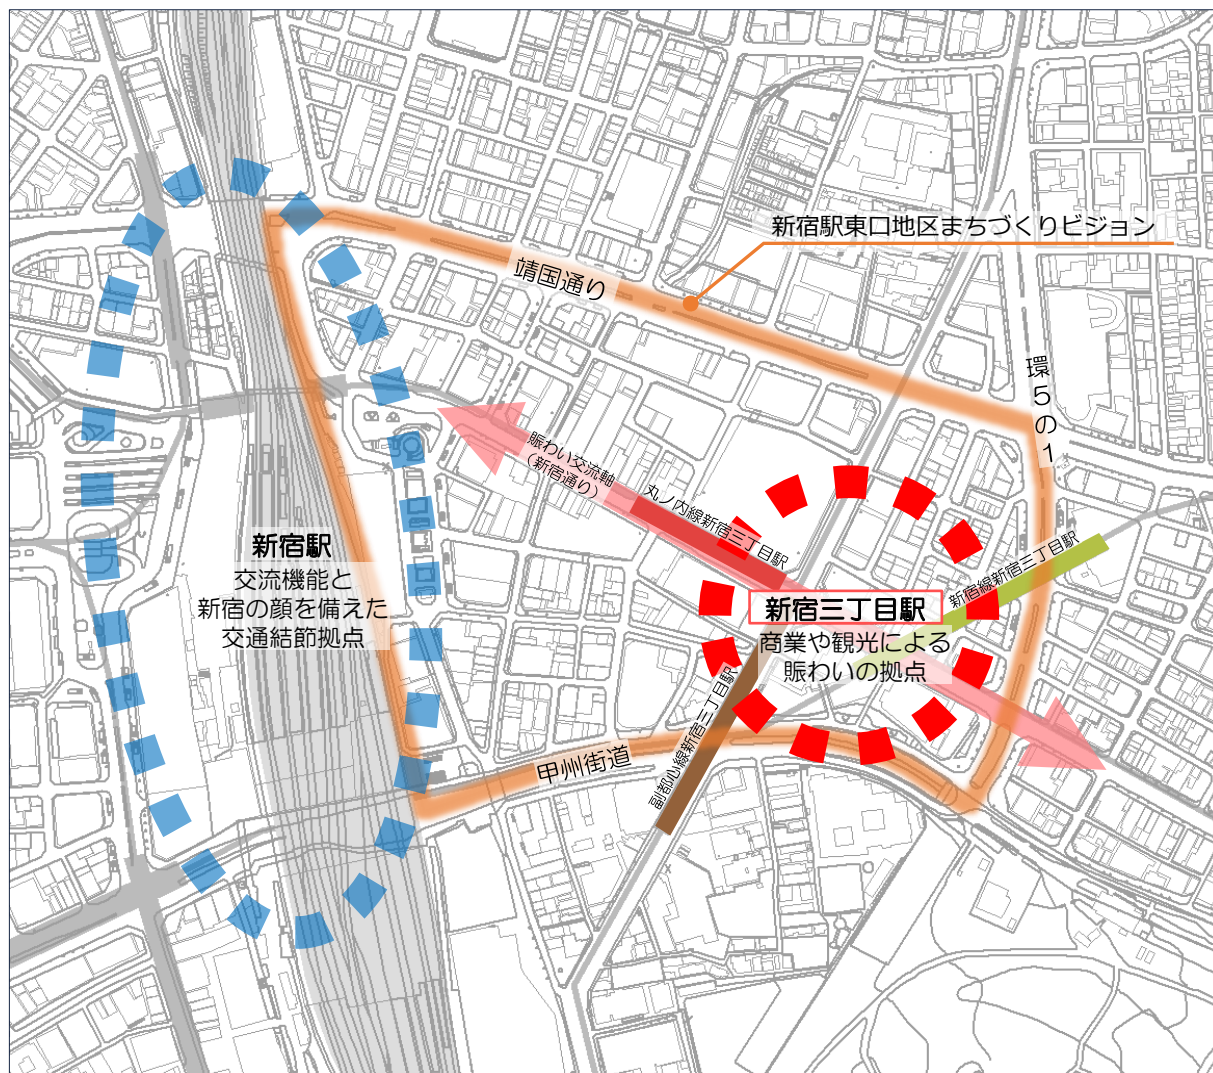 新宿駅東口地区まちづくりビジョン
靖国通り
環5の1
賑わい交流軸
(新宿通り)
丸ノ内線新宿三丁目駅
新宿線新宿三丁目駅
新宿駅
交流機能と
新宿の顔を備えた
交通結節拠点
新宿三丁目駅
商業や観光による
賑わいの拠点
副都心線新宿三丁目駅
甲州街道